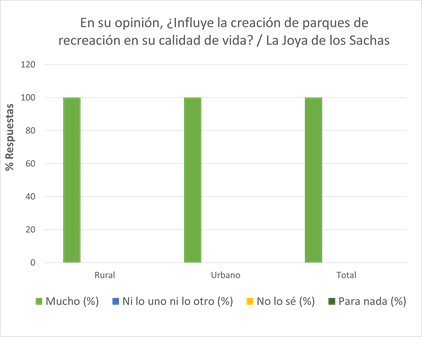 En su opinión, ¿Influye la creación de parques de
recreación en su calidad de vida? / La Joya de los Sachas
% Respuestas
120
100
80
60
40
20
0
Rural Urbano Total
Mucho (%) Ni lo uno ni lo otro (%) No lo sé (%) Para nada (%)